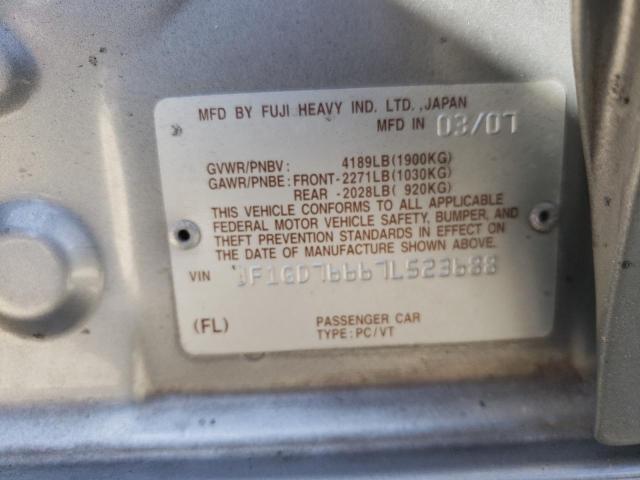 MFD BY FUJI HEAVY IND. LTD., JAPAN
MFD IN 03/07
GVWR/PNBV: 4189LB(1900KG)
GAWR/PNBE: FRONT-2271LB(1030KG)
REAR -2028LB( 920KG)
THIS VEHICLE CONFORMS TO ALL APPLICABLE
FEDERAL MOTOR VEHICLE SAFETY, BUMPER, AND
THEFT PREVENTION STANDARDS IN EFFECT ON
THE DATE OF MANUFACTURE SHOWN ABOVE.
VIN JF1GD76667L523688
(FL) PASSENGER CAR
TYPE: PC/VT